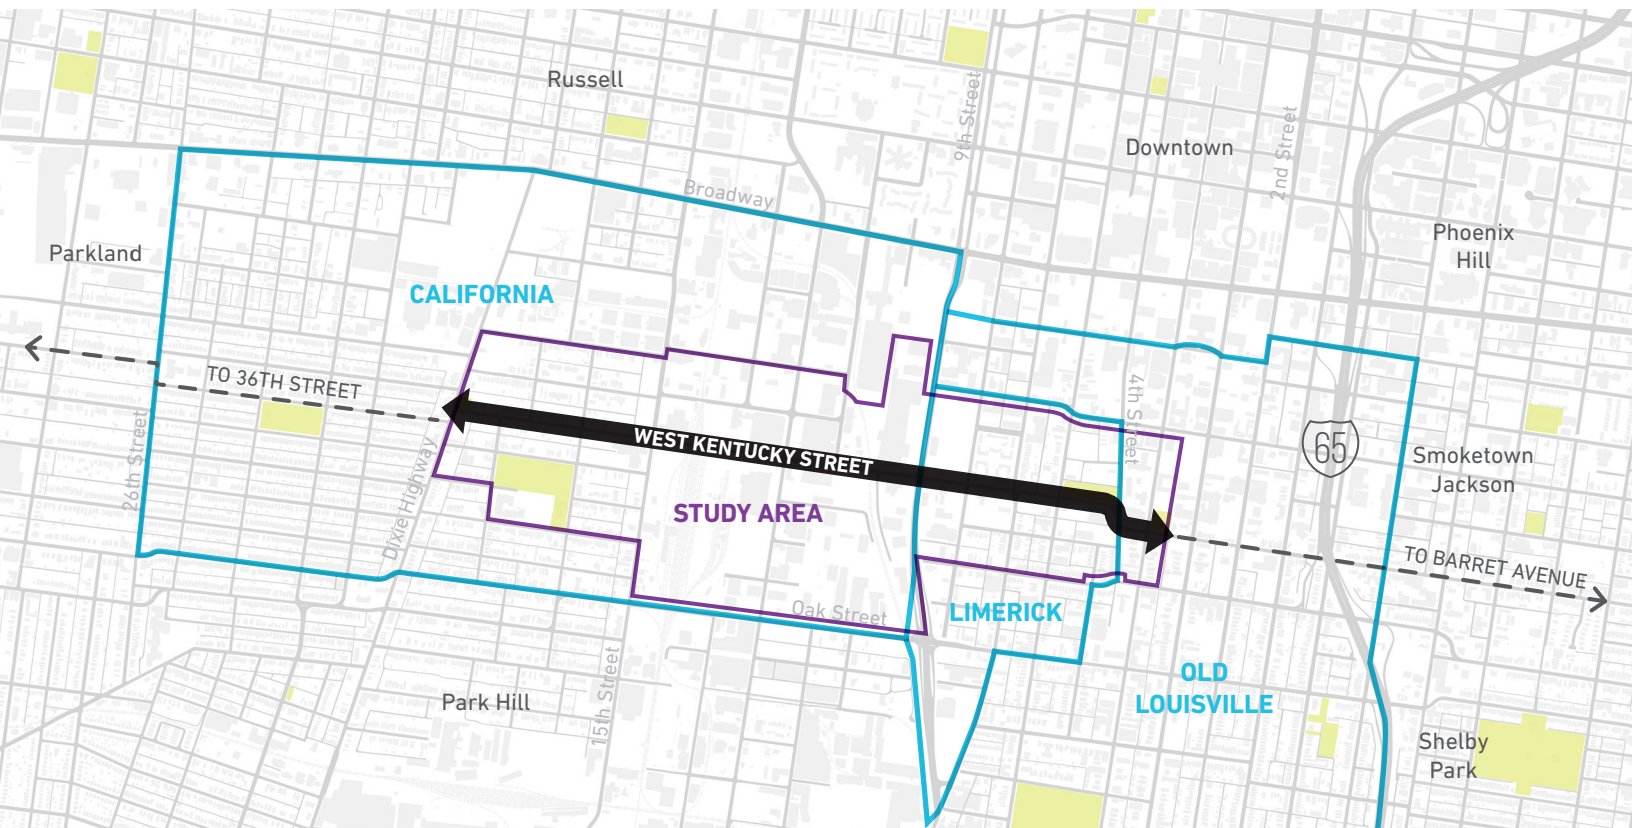 Russell
9th Street
Downtown
2nd Street
Broadway
Phoenix
Hill
Parkland
CALIFORNIA
TO 36TH STREET
4th Street
26th Street
Dixie Highway
WEST KENTUCKY STREET
65
Smoketown
Jackson
STUDY AREA
TO BARRET AVENUE
Oak Street
LIMERICK
15th Street
Park Hill
OLD
LOUISVILLE
Shelby
Park